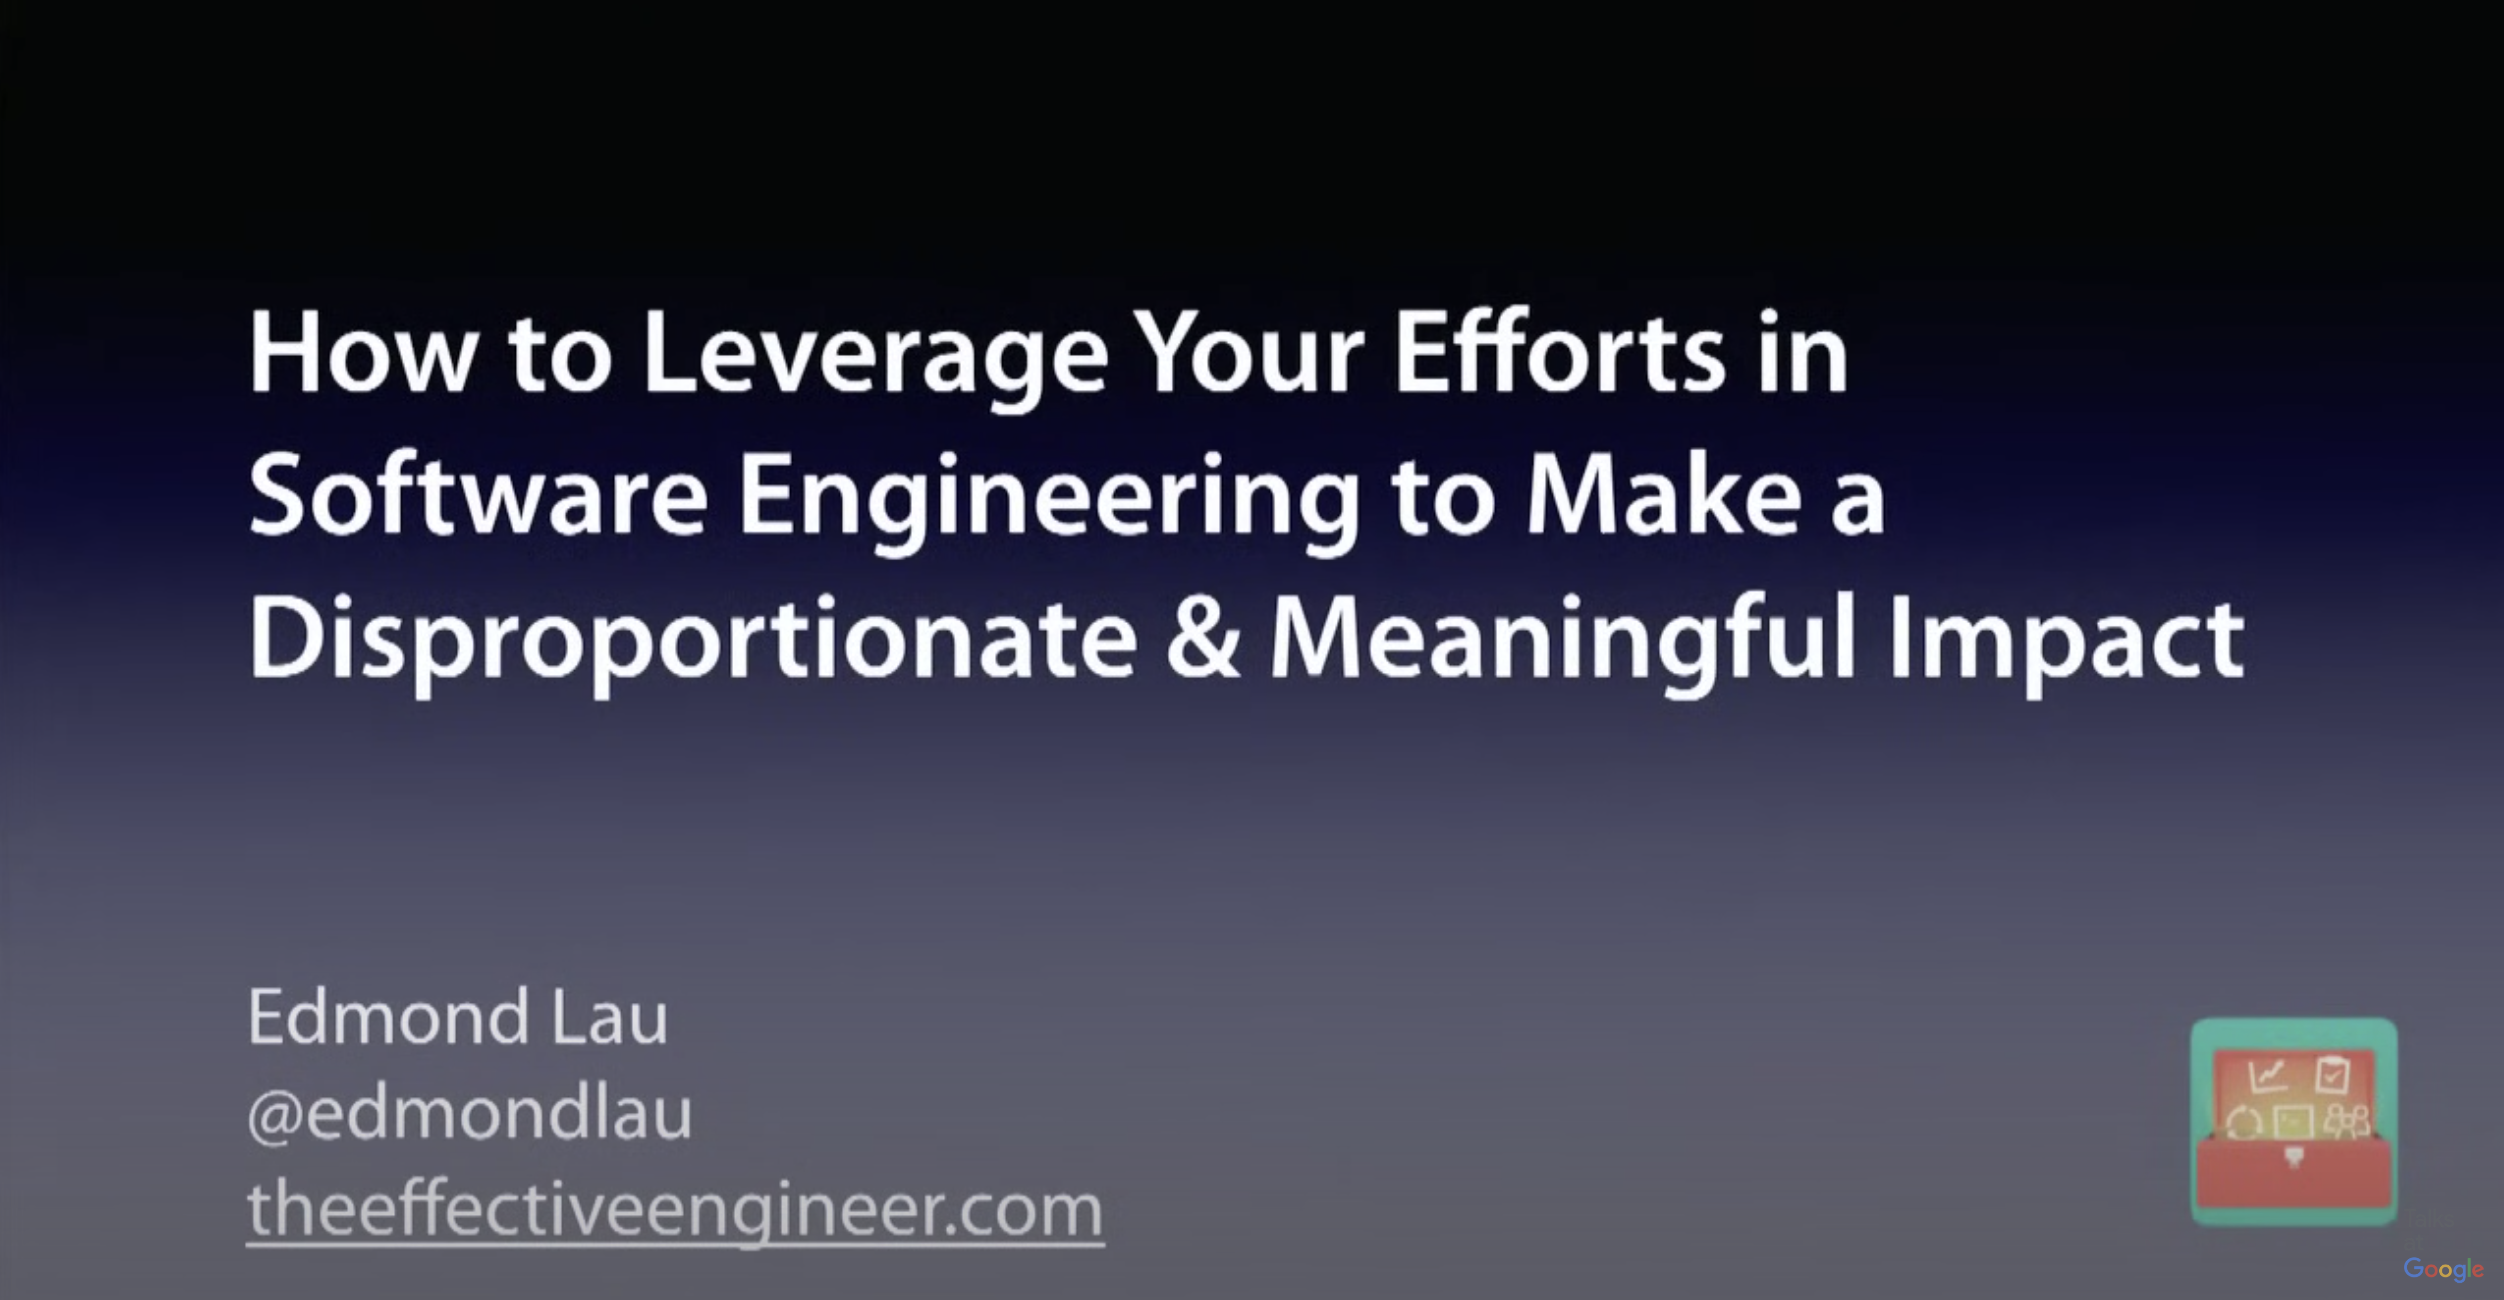 How to Leverage Your Efforts in
Software Engineering to Make a
Disproportionate & Meaningful Impact
Edmond Lau
@edmondlau
theeffectiveengineer.com
Google